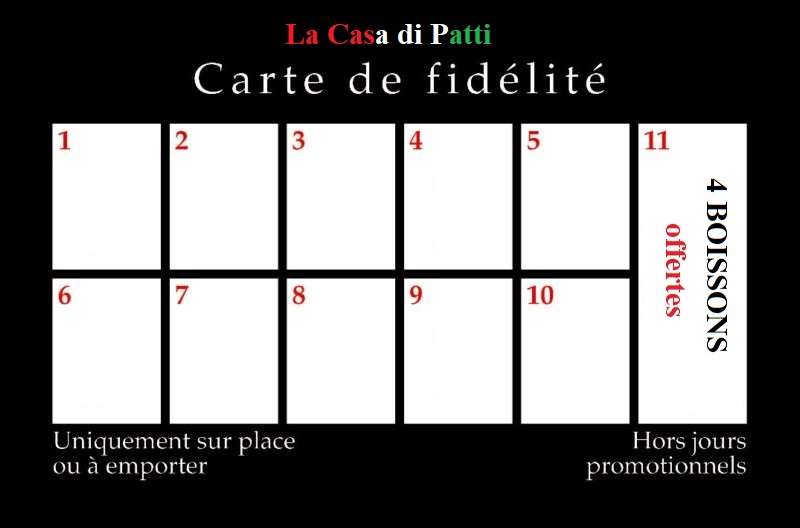 La Casa di Patti
Carte de fidélité
1
2
3
4
5
11
4 BOISSONS
offertes
6
7
8
9
10
Uniquement sur place
ou à emporter
Hors jours
promotionnels